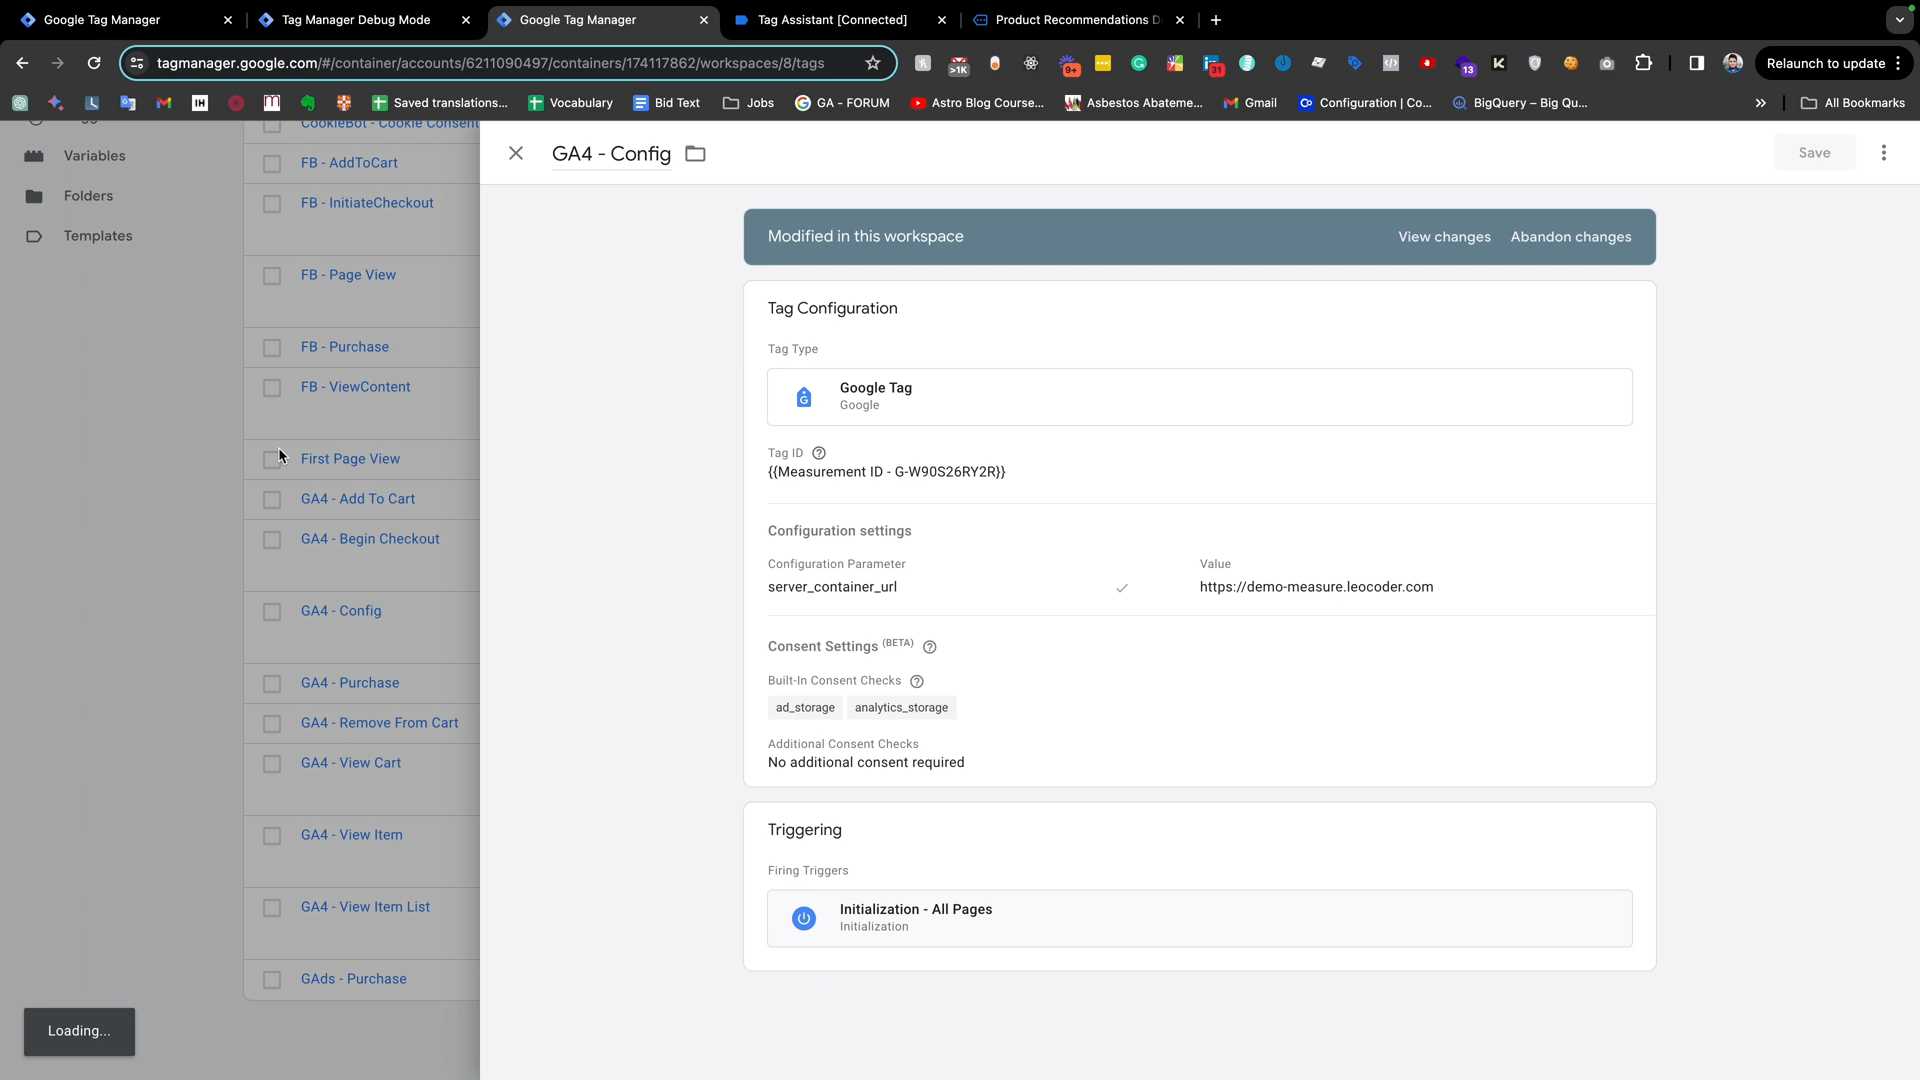 Google Tag Manager
Tag Manager Debug Mode
Google Tag Manager
Tag Assistant [Connected]
Product Recommendations D
tagmanager.google.com/#/container/accounts/6211090497/containers/174117862/workspaces/8/tags
>1K
9+
31
13
Relaunch to update
IH
Saved translations...
Vocabulary
Bid Text
Jobs
GA - FORUM
Astro Blog Course...
Asbestos Abateme...
Gmail
Configuration | Co...
BigQuery – Big Qu...
All Bookmarks
Variables
Folders
Templates
CookieBot - Cookie Consent
FB - AddToCart
FB - InitiateCheckout
FB - Page View
FB - Purchase
FB - ViewContent
First Page View
GA4 - Add To Cart
GA4 - Begin Checkout
GA4 - Config
GA4 - Purchase
GA4 - Remove From Cart
GA4 - View Cart
GA4 - View Item
GA4 - View Item List
GAds - Purchase
Loading...
GA4 - Config
Save
Modified in this workspace
View changes
Abandon changes
Tag Configuration
Tag Type
Google Tag
Google
Tag ID
{{Measurement ID - G-W90S26RY2R}}
Configuration settings
Configuration Parameter
Value
server_container_url
https://demo-measure.leocoder.com
Consent Settings (BETA)
Built-In Consent Checks
ad_storage
analytics_storage
Additional Consent Checks
No additional consent required
Triggering
Firing Triggers
Initialization - All Pages
Initialization